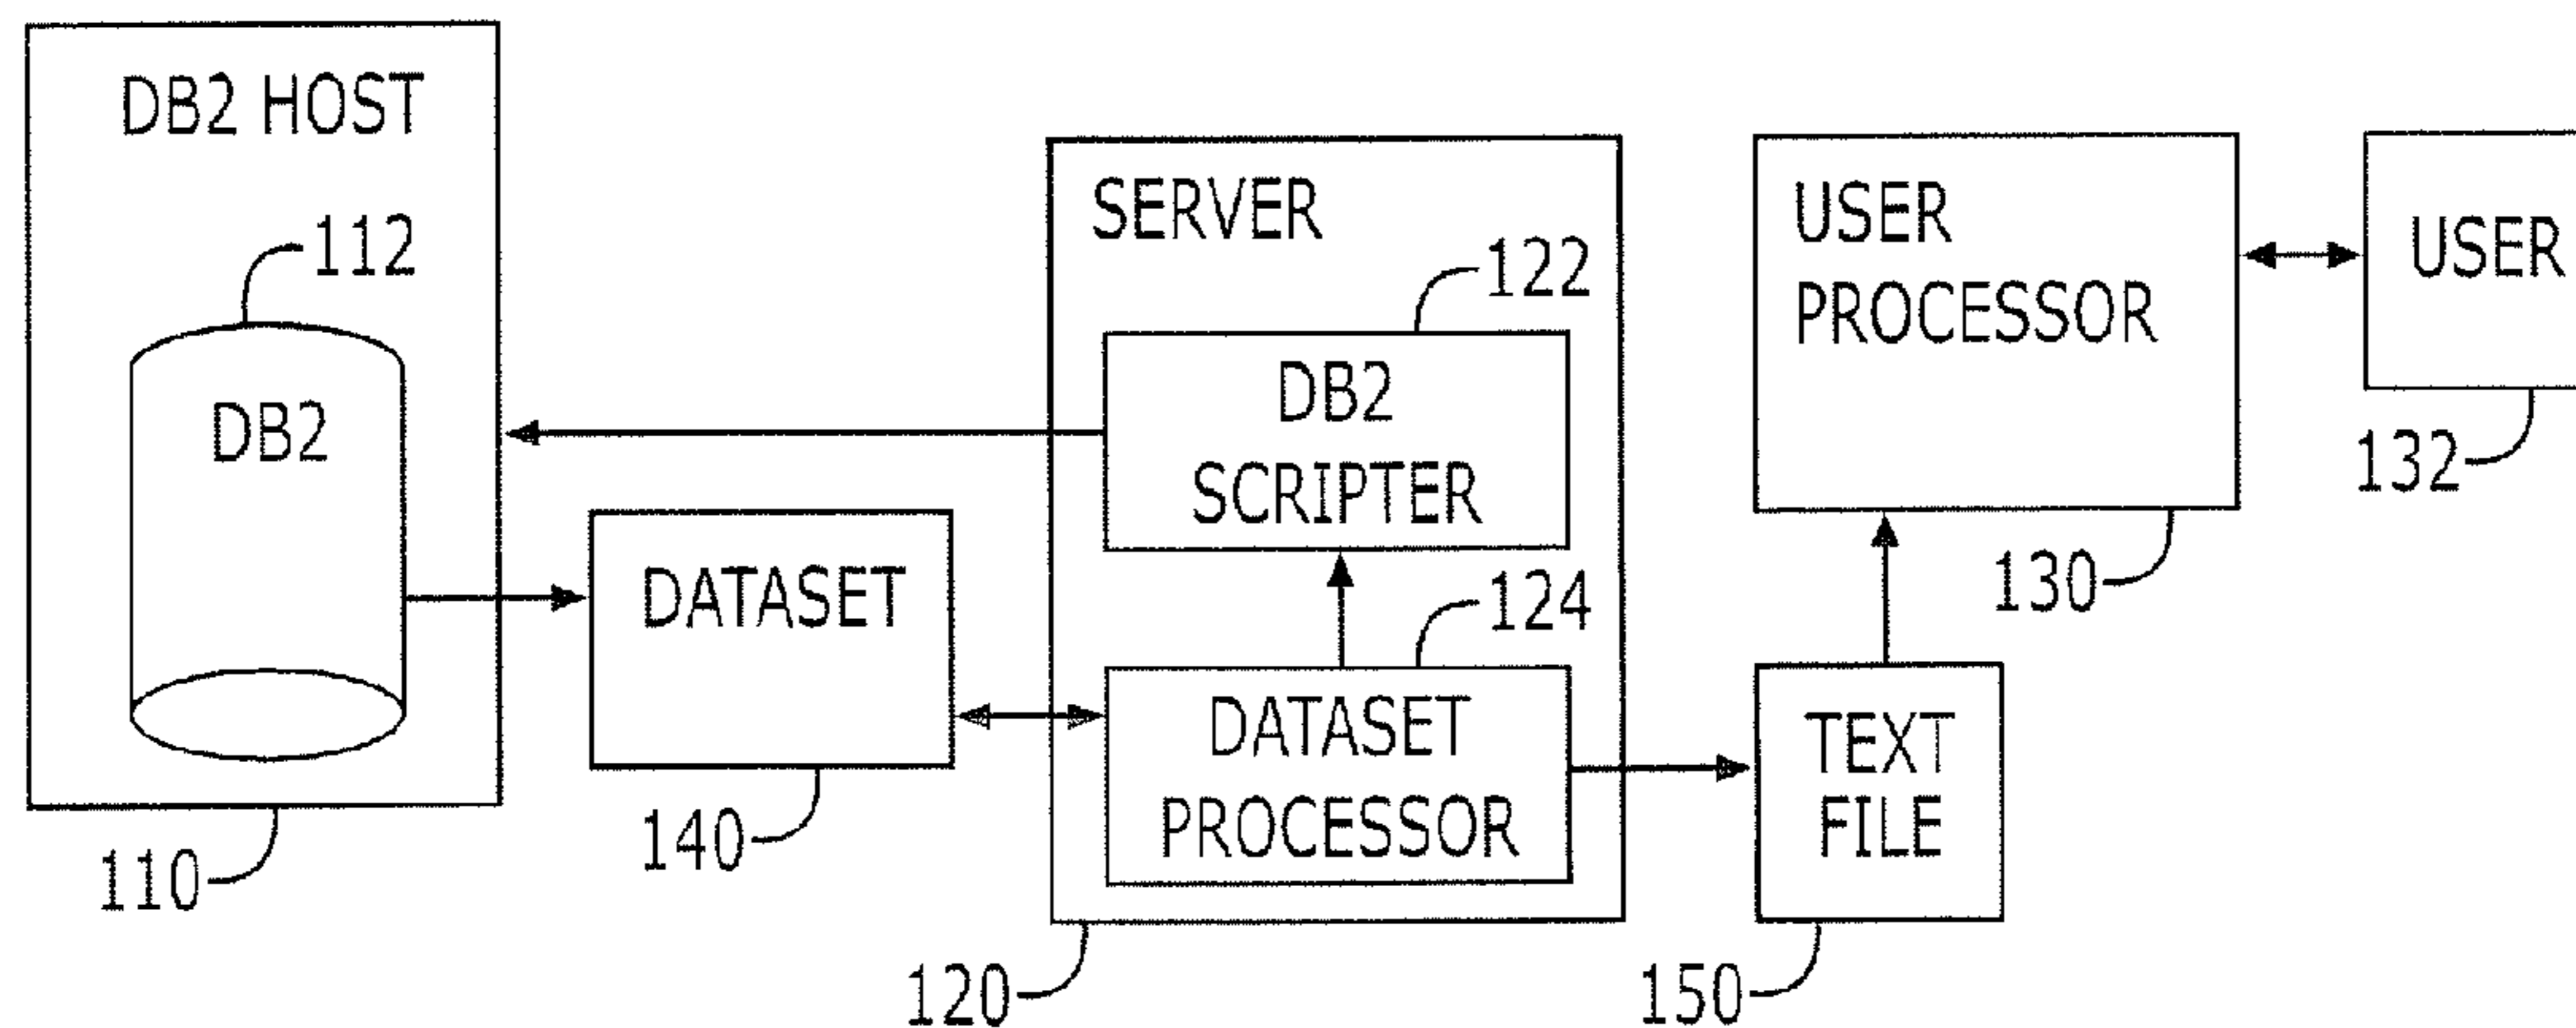 DB2 HOST
112
DB2
110
DATASET
140
SERVER
122
DB2
SCRIPTER
124
DATASET
PROCESSOR
120
USER
PROCESSOR
130
USER
132
TEXT
FILE
150